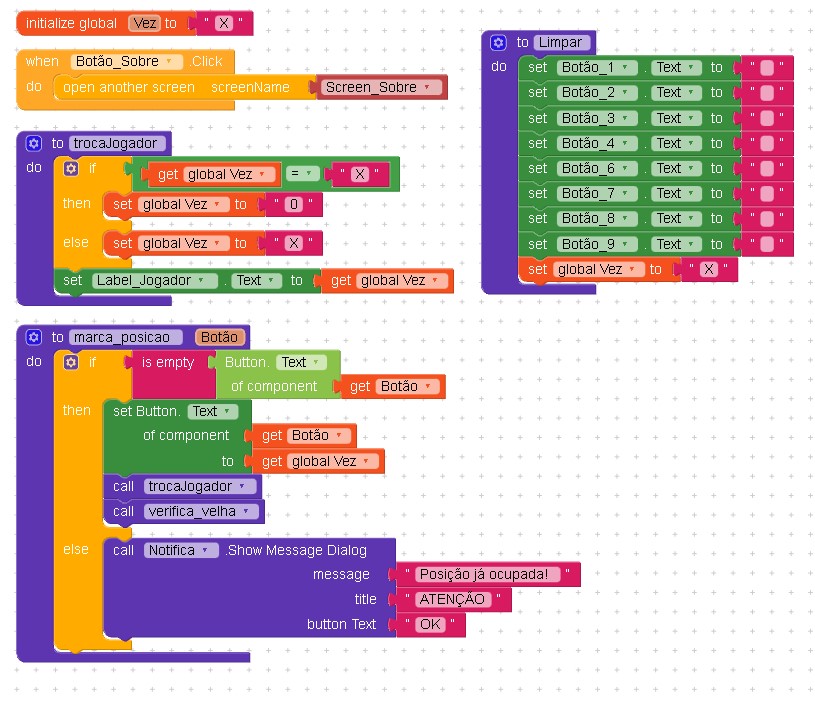 initialize global Vez to " X "
when Botão_Sobre .Click
do open another screen screenName Screen_Sobre
to trocaJogador
do if get global Vez = " X "
then set global Vez to " 0 "
else set global Vez to " X "
set Label_Jogador . Text to get global Vez
to marca_posicao Botão
do if is empty Button. Text
of component get Botão
then set Button. Text
of component get Botão
to get global Vez
call trocaJogador
call verifica_velha
else call Notifica .Show Message Dialog
message " Posição já ocupada! "
title " ATENÇÃO "
button Text " OK "
to Limpar
do set Botão_1 . Text to " "
set Botão_2 . Text to " "
set Botão_3 . Text to " "
set Botão_4 . Text to " "
set Botão_6 . Text to " "
set Botão_7 . Text to " "
set Botão_8 . Text to " "
set Botão_9 . Text to " "
set global Vez to " X "